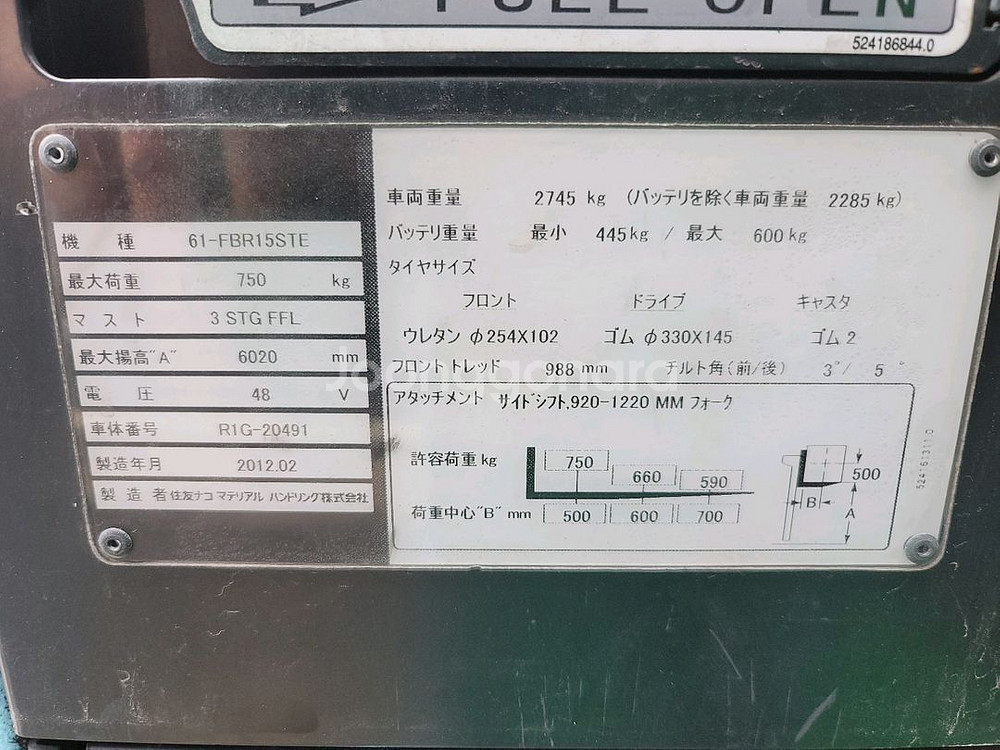 FULL OPEN
524186844.0
機種 61-FBR15STE
最大荷重 750 kg
マスト 3 STG FFL
最大揚高"A" 6020 mm
電圧 48 V
車体番号 R1G-20491
製造年月 2012.02
製造者 住友ナコ マテリアル ハンドリング株式会社
車両重量 2745 kg (バッテリを除く車両重量 2285 kg)
バッテリ重量 最小 445 kg / 最大 600 kg
タイヤサイズ
フロント ドライブ キャスタ
ウレタン φ254X102 ゴム φ330X145 ゴム 2
フロント トレッド 988 mm チルト角(前/後) 3°/ 5°
アタッチメント サイドシフト,920-1220 MM フォーク
許容荷重 kg 750 660 590
荷重中心"B" mm 500 600 700
500
B
A
524161311.0
Joonggonara